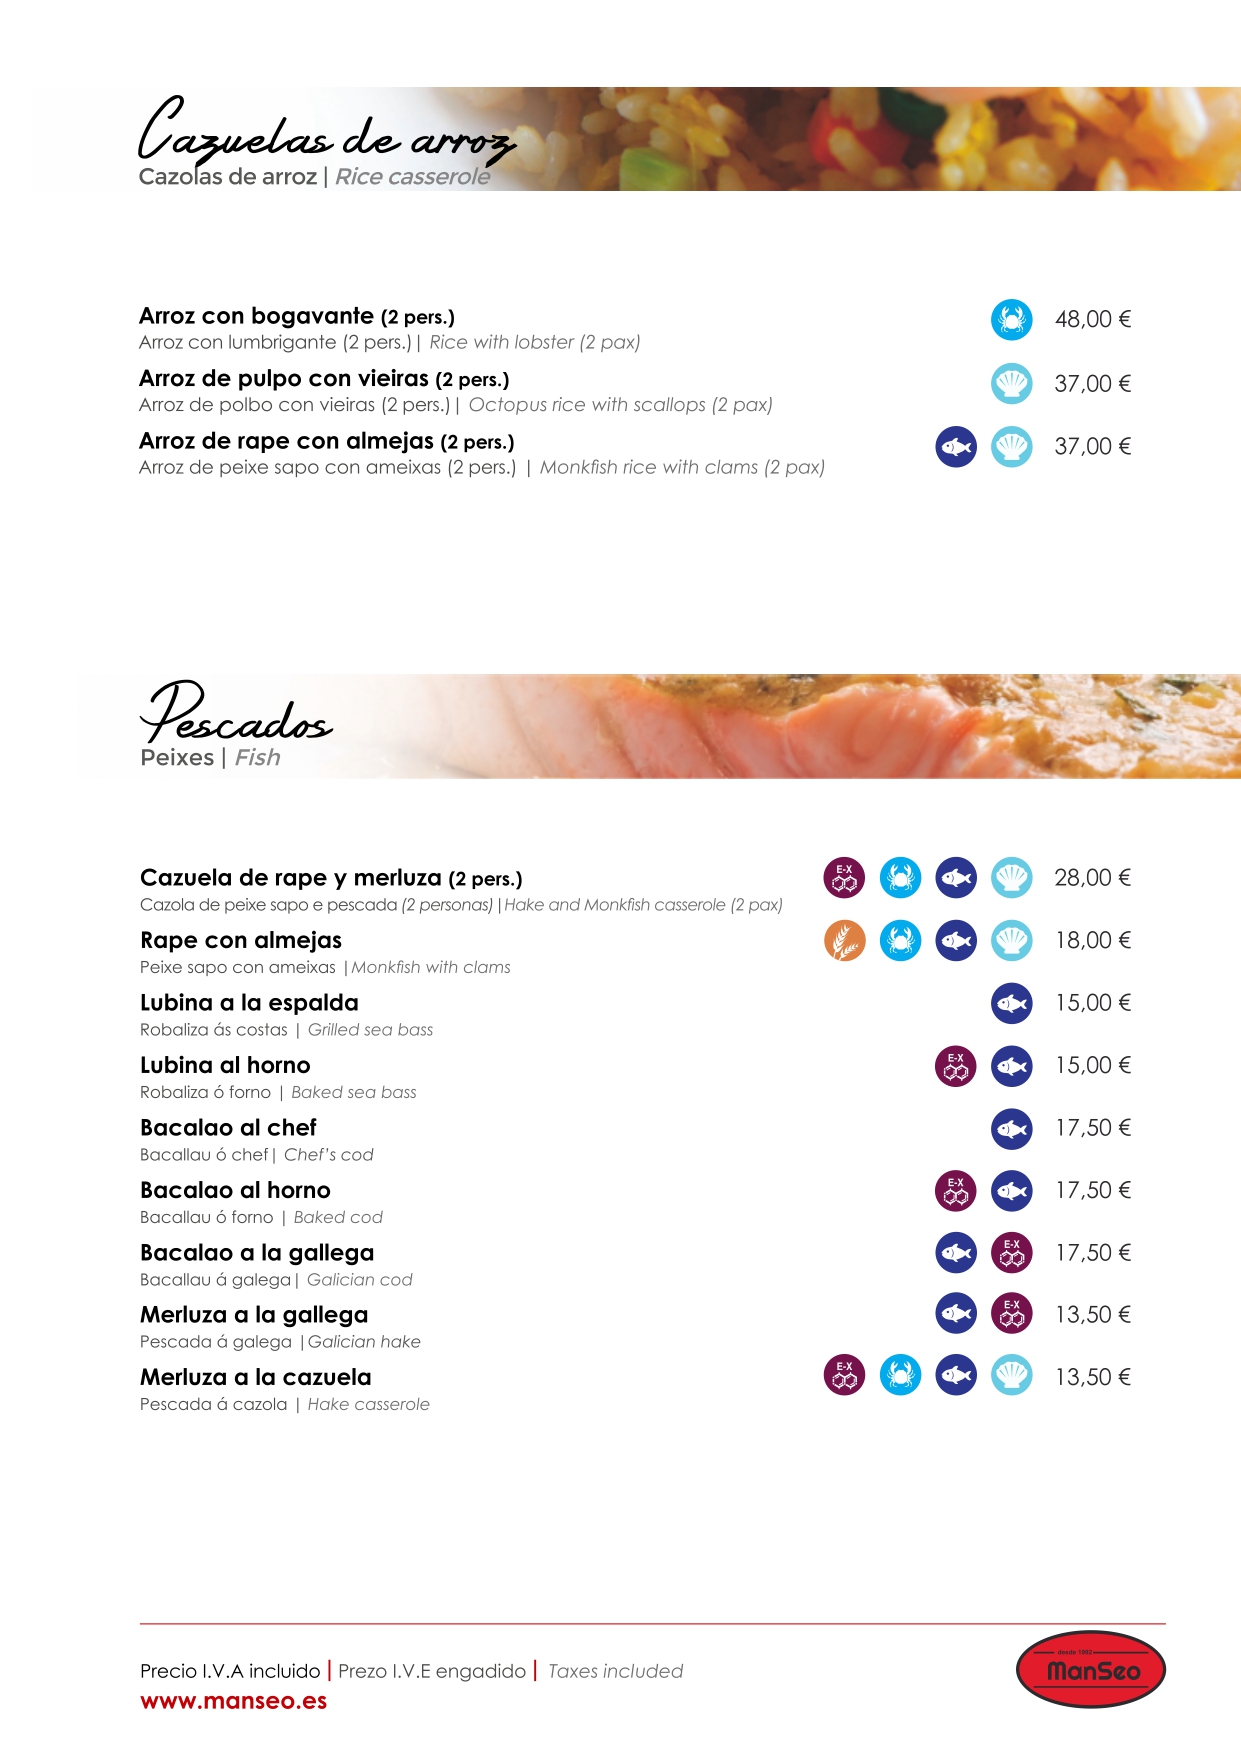 Cazuelas de arroz
Cazolas de arroz | Rice casserole
Arroz con bogavante (2 pers.)
48,00 €
Arroz con lumbrigante (2 pers.)| Rice with lobster (2 pax)
Arroz de pulpo con vieiras (2 pers.)
37,00 €
Arroz de polbo con vieiras (2 pers.)| Octopus rice with scallops (2 pax)
Arroz de rape con almejas (2 pers.)
37,00 €
Arroz de peixe sapo con ameixas (2 pers.) | Monkfish rice with clams (2 pax)
Pescados
Peixes | Fish
Cazuela de rape y merluza (2 pers.)
E-X
28,00 €
Cazola de peixe sapo e pescada (2 personas)|Hake and Monkfish casserole (2 pax)
Rape con almejas
18,00 €
Peixe sapo con ameixas |Monkfish with clams
Lubina a la espalda
15,00 €
Robaliza ás costas | Grilled sea bass
Lubina al horno
E-X
15,00 €
Robaliza ó forno | Baked sea bass
Bacalao al chef
17,50 €
Bacallau ó chef| Chef's cod
Bacalao al horno
E-X
17,50 €
Bacallau ó forno | Baked cod
Bacalao a la gallega
E-X
17,50 €
Bacallau á galega| Galician cod
Merluza a la gallega
E-X
13,50 €
Pescada á galega |Galician hake
Merluza a la cazuela
E-X
13,50 €
Pescada á cazola | Hake casserole
Precio I.V.A incluido | Prezo I.V.E engadido | Taxes included
www.manseo.es
desde 1992
ManSeo